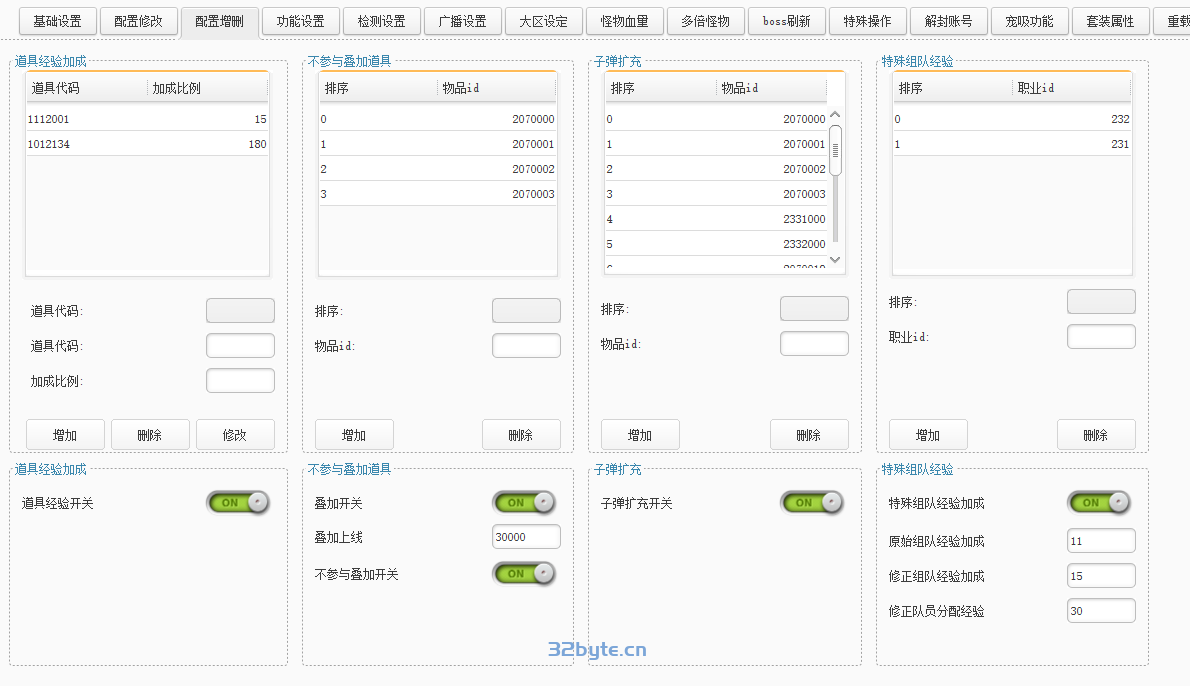 基础设置 配置修改 配置增删 功能设置 检测设置 广播设置 大区设定 怪物血量 多倍怪物 boss刷新 特殊操作 解封账号 宠吸功能 套装属性 重载
道具经验加成
道具代码 加成比例
1112001 15
1012134 180
道具代码:
道具代码:
加成比例:
增加 删除 修改
不参与叠加道具
排序 物品id
0 2070000
1 2070001
2 2070002
3 2070003
排序:
物品id:
增加 删除
子弹扩充
排序 物品id
0 2070000
1 2070001
2 2070002
3 2070003
4 2331000
5 2332000
排序:
物品id:
增加 删除
特殊组队经验
排序 职业id
0 232
1 231
排序:
职业id:
增加 删除
道具经验加成
道具经验开关 ON
不参与叠加道具
叠加开关 ON
叠加上线 30000
不参与叠加开关 ON
子弹扩充
子弹扩充开关 ON
特殊组队经验
特殊组队经验加成 ON
原始组队经验加成 11
修正组队经验加成 15
修正队员分配经验 30
32byte.cn